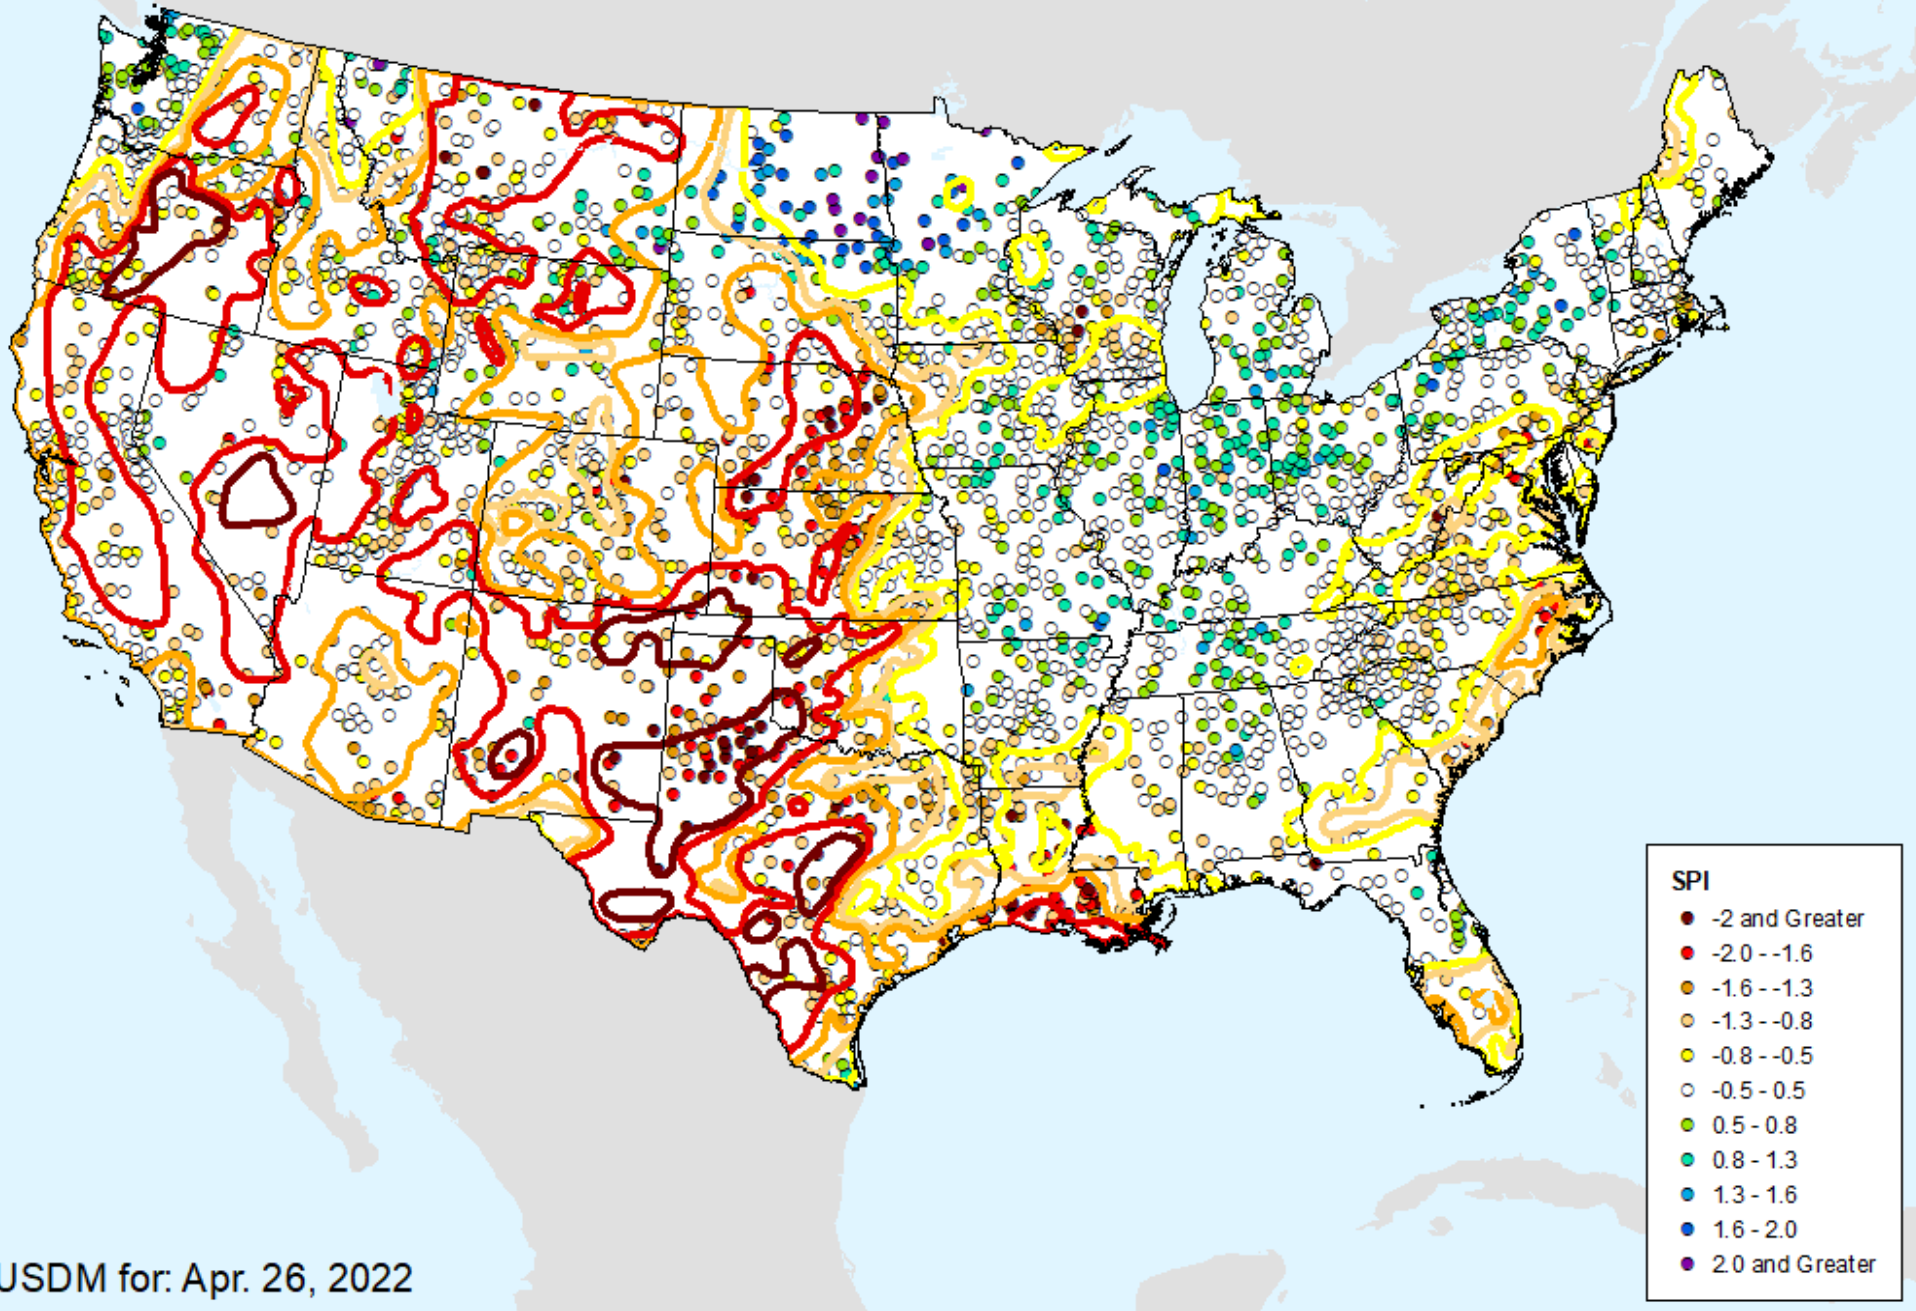 SPI
-2 and Greater
-2.0 - -1.6
-1.6 - -1.3
-1.3 - -0.8
-0.8 - -0.5
-0.5 - 0.5
0.5 - 0.8
0.8 - 1.3
1.3 - 1.6
1.6 - 2.0
2.0 and Greater
USDM for: Apr. 26, 2022